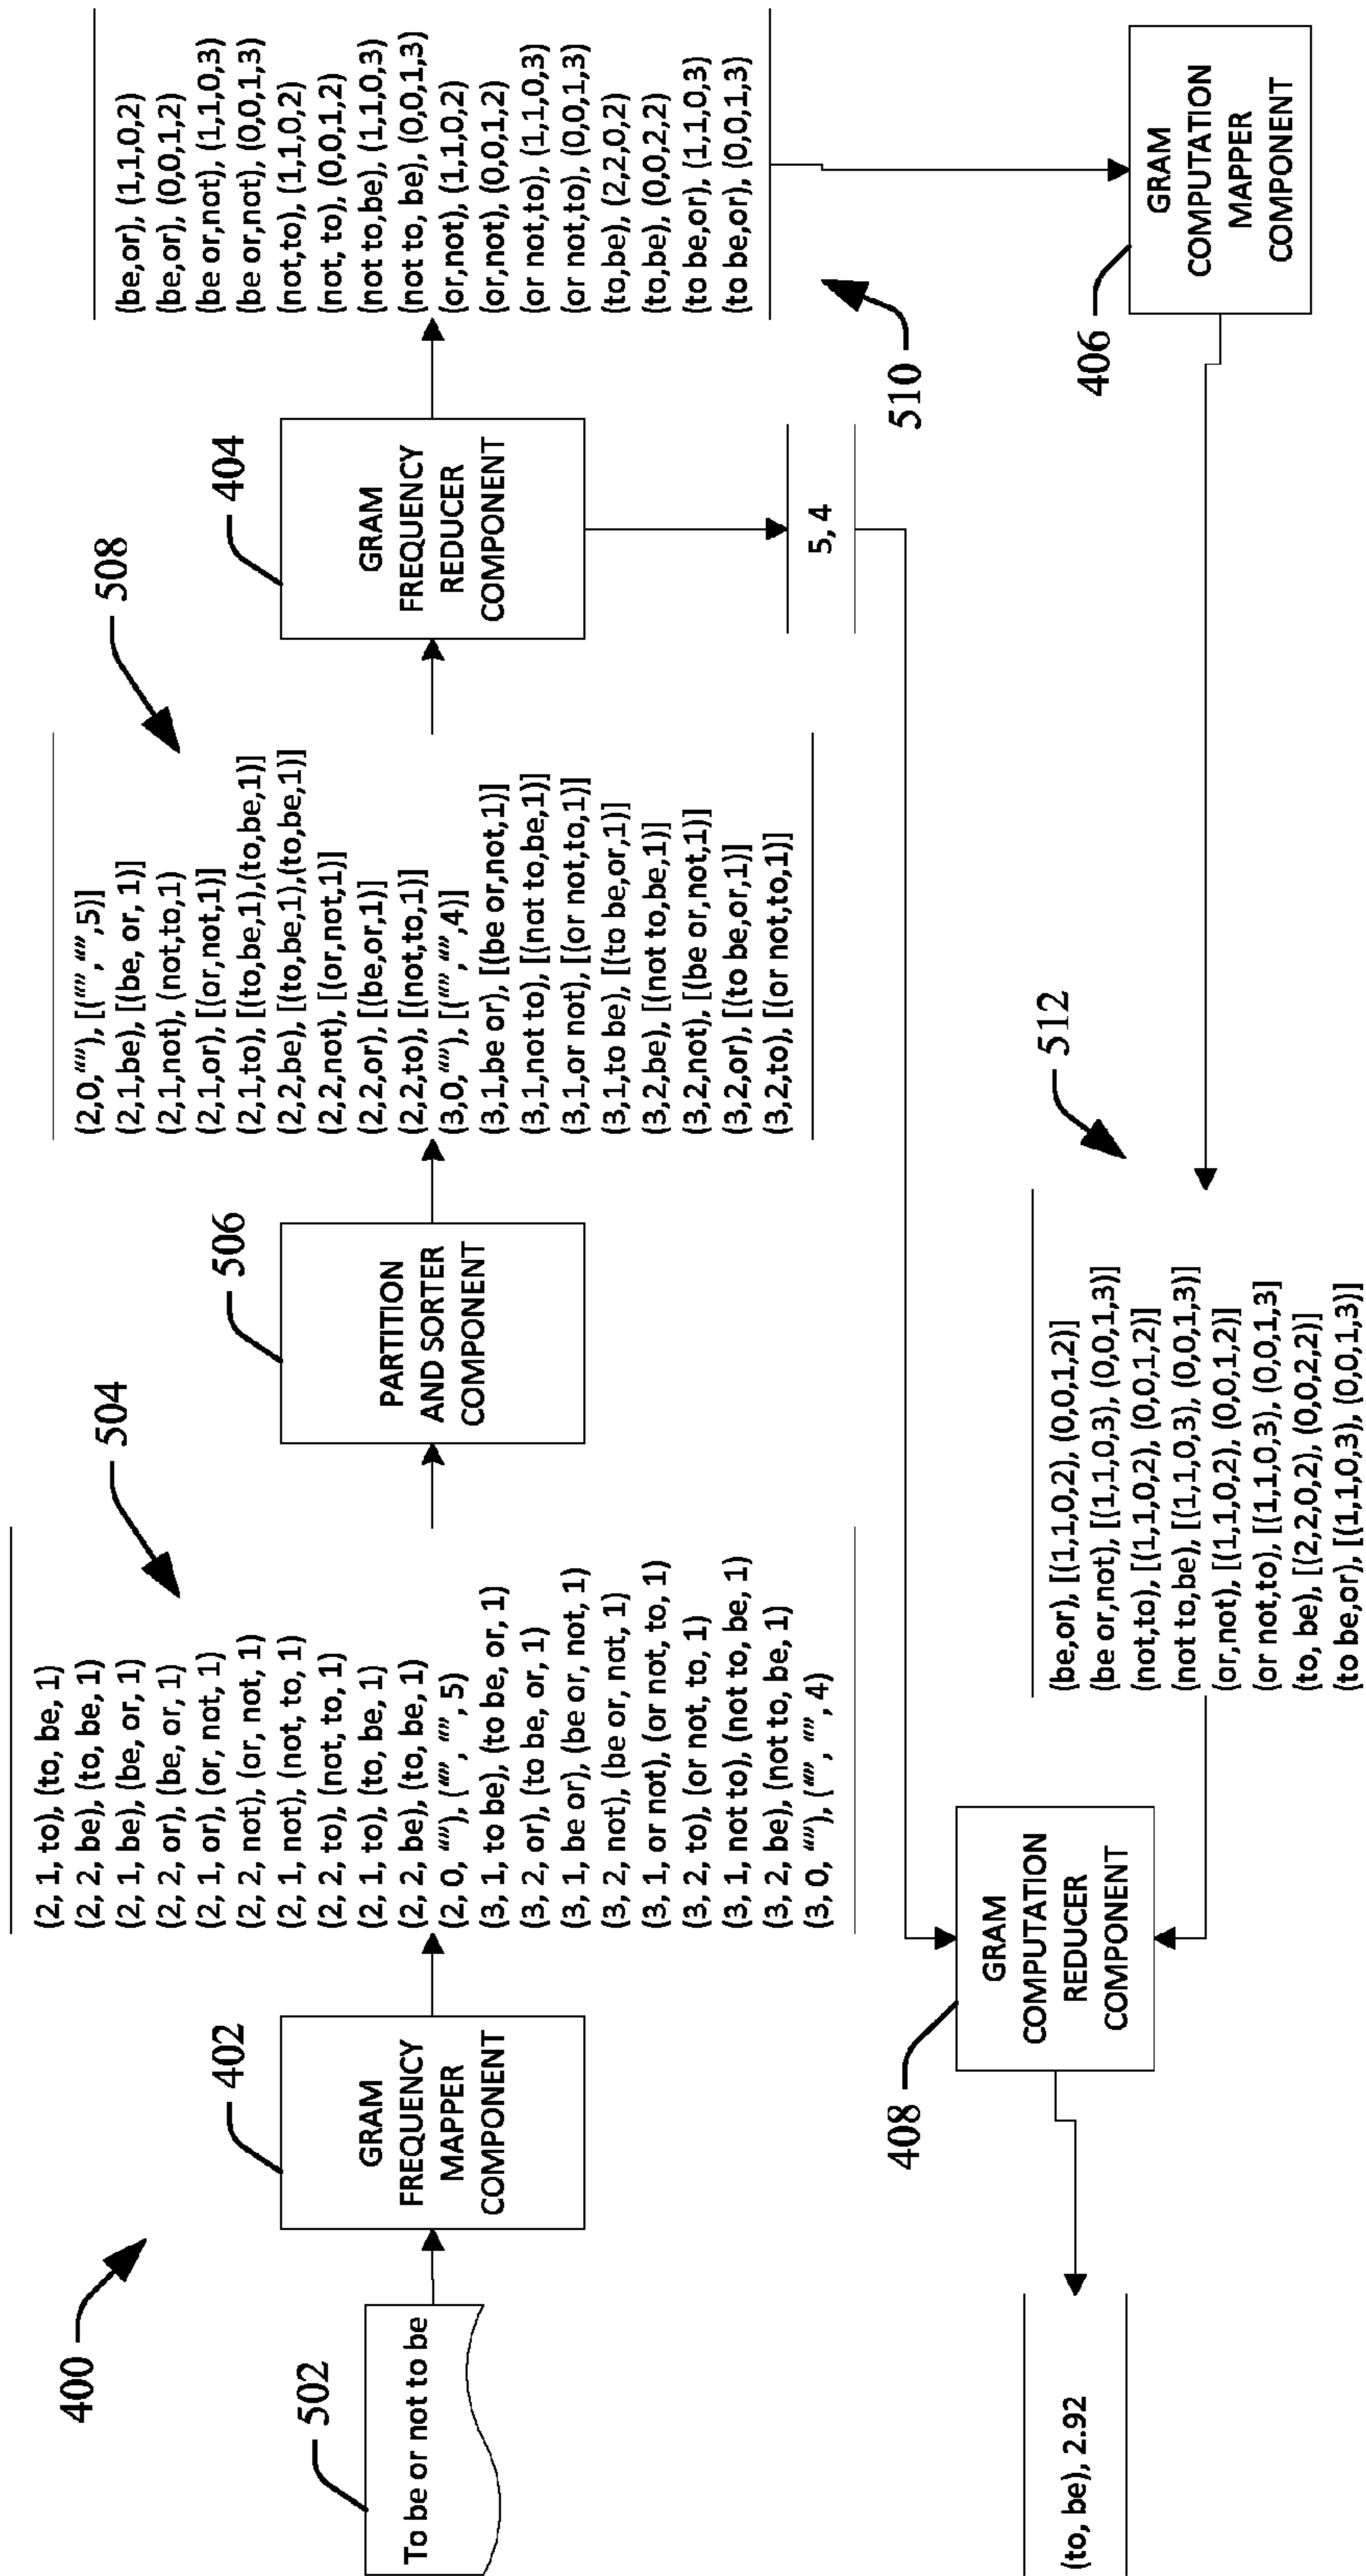 400
502
To be or not to be
402
GRAM
FREQUENCY
MAPPER
COMPONENT
504
(2, 1, to), (to, be, 1)
(2, 2, be), (to, be, 1)
(2, 1, be), (be, or, 1)
(2, 2, or), (be, or, 1)
(2, 1, or), (or, not, 1)
(2, 2, not), (or, not, 1)
(2, 1, not), (not, to, 1)
(2, 2, to), (not, to, 1)
(2, 1, to), (to, be, 1)
(2, 2, be), (to, be, 1)
(2, 0, “”), (“”, “”, 5)
(3, 1, to be), (to be, or, 1)
(3, 2, or), (to be, or, 1)
(3, 1, be or), (be or, not, 1)
(3, 2, not), (be or, not, 1)
(3, 1, or not), (or not, to, 1)
(3, 2, to), (or not, to, 1)
(3, 1, not to), (not to, be, 1)
(3, 2, be), (not to, be, 1)
(3, 0, “”), (“”, “”, 4)
506
PARTITION
AND SORTER
COMPONENT
508
(2,0, “”), [(“”, “”,5)]
(2,1,be), [(be, or, 1)]
(2,1,not), (not,to,1)
(2,1,or), [(or,not,1)]
(2,1,to), [(to,be,1),(to,be,1)]
(2,2,be), [(to,be,1),(to,be,1)]
(2,2,not), [(or,not,1)]
(2,2,or), [(be,or,1)]
(2,2,to), [(not,to,1)]
(3,0, “”), [(“”, “”,4)]
(3,1,be or), [(be or,not,1)]
(3,1,not to), [(not to,be,1)]
(3,1,or not), [(or not,to,1)]
(3,1,to be), [(to be,or,1)]
(3,2,be), [(not to,be,1)]
(3,2,not), [(be or,not,1)]
(3,2,or), [(to be,or,1)]
(3,2,to), [(or not,to,1)]
404
GRAM
FREQUENCY
REDUCER
COMPONENT
5, 4
(be,or), (1,1,0,2)
(be,or), (0,0,1,2)
(be or,not), (1,1,0,3)
(be or,not), (0,0,1,3)
(not,to), (1,1,0,2)
(not, to), (0,0,1,2)
(not to,be), (1,1,0,3)
(not to, be), (0,0,1,3)
(or,not), (1,1,0,2)
(or,not), (0,0,1,2)
(or not,to), (1,1,0,3)
(or not,to), (0,0,1,3)
(to,be), (2,2,0,2)
(to,be), (0,0,2,2)
(to be,or), (1,1,0,3)
(to be,or), (0,0,1,3)
510
406
GRAM
COMPUTATION
MAPPER
COMPONENT
512
(be,or), [(1,1,0,2), (0,0,1,2)]
(be or,not), [(1,1,0,3), (0,0,1,3)]
(not,to), [(1,1,0,2), (0,0,1,2)]
(not to,be), [(1,1,0,3), (0,0,1,3)]
(or,not), [(1,1,0,2), (0,0,1,2)]
(or not,to), [(1,1,0,3), (0,0,1,3]
(to, be), [(2,2,0,2), (0,0,2,2)]
(to be,or), [(1,1,0,3), (0,0,1,3)]
408
GRAM
COMPUTATION
REDUCER
COMPONENT
(to, be), 2.92